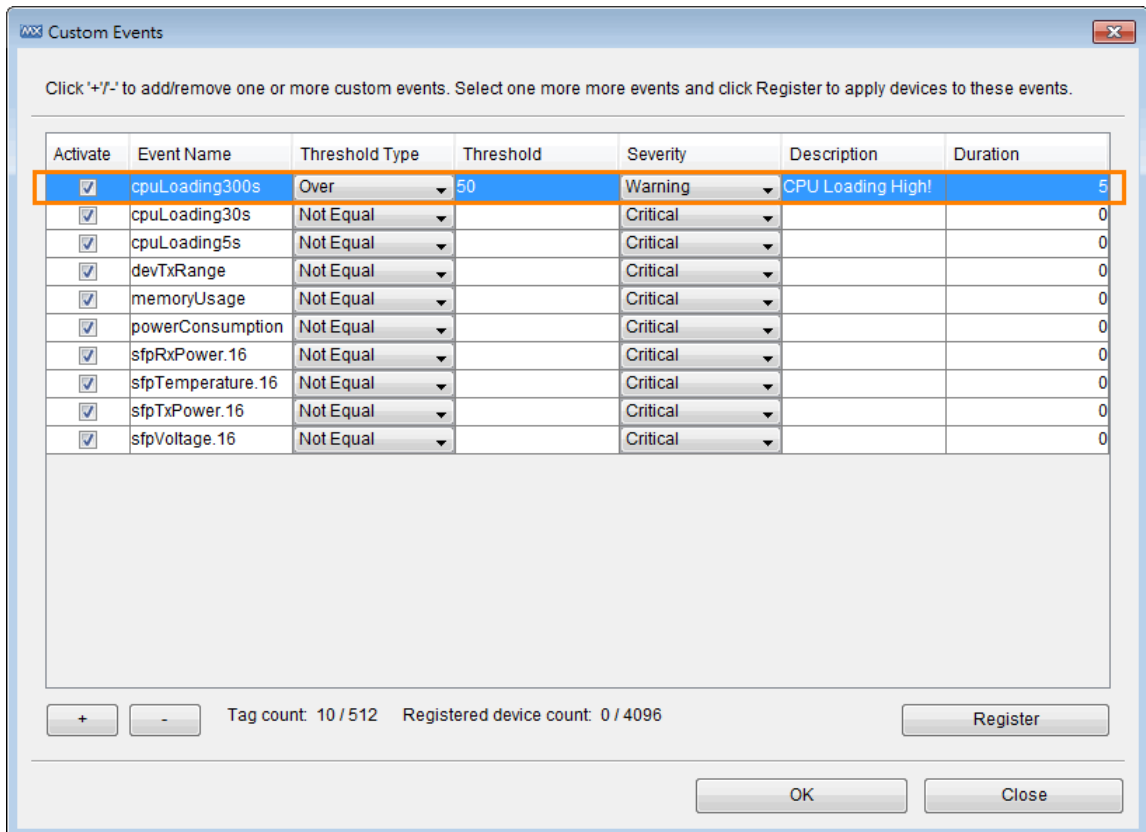 MX Custom Events
Click '+'/'-' to add/remove one or more custom events. Select one more more events and click Register to apply devices to these events.
Activate Event Name Threshold Type Threshold Severity Description Duration
cpuLoading300s Over 50 Warning CPU Loading High! 5
cpuLoading30s Not Equal Critical 0
cpuLoading5s Not Equal Critical 0
devTxRange Not Equal Critical 0
memoryUsage Not Equal Critical 0
powerConsumption Not Equal Critical 0
sfpRxPower.16 Not Equal Critical 0
sfpTemperature.16 Not Equal Critical 0
sfpTxPower.16 Not Equal Critical 0
sfpVoltage.16 Not Equal Critical 0
+ - Tag count: 10 / 512 Registered device count: 0 / 4096 Register
OK Close